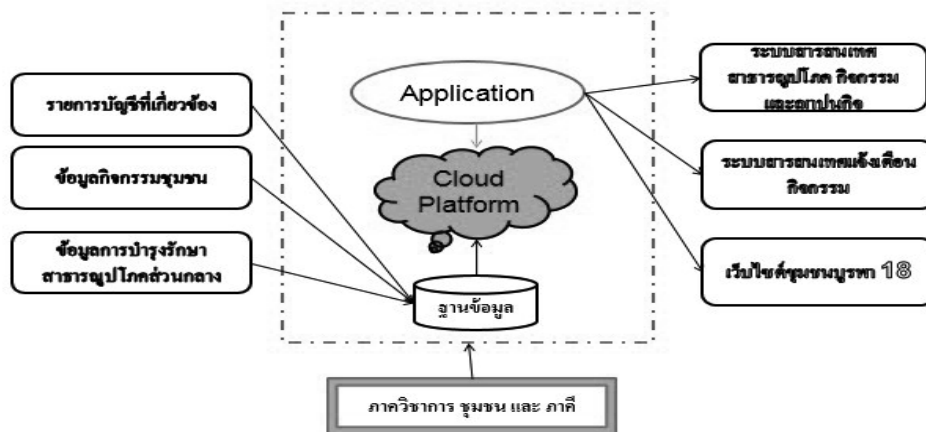 รายการบัญชีที่เกี่ยวข้อง
ข้อมูลกิจกรรมชุมชน
ข้อมูลการบำรุงรักษา
สาธารณูปโภคส่วนกลาง
Application
Cloud
Platform
ฐานข้อมูล
ภาควิชาการ ชุมชน และ ภาคี
ระบบสารสนเทศ
สาธารณูปโภค กิจกรรม
และฌาปนกิจ
ระบบสารสนเทศแจ้งเตือน
กิจกรรม
เว็บไซต์ชุมชนบูรพา 18